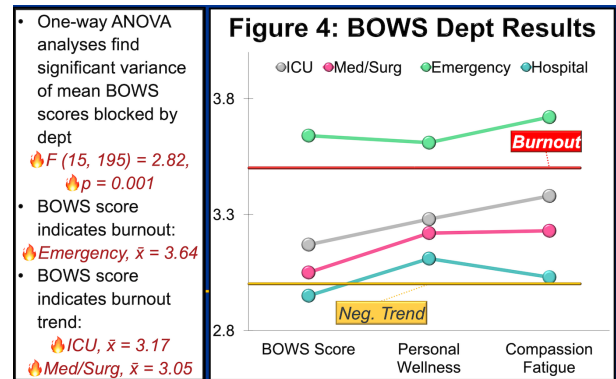 • One-way ANOVA
analyses find
significant variance
of mean BOWS
scores blocked by
dept
🔥F (15, 195) = 2.82,
🔥p = 0.001
• BOWS score
indicates burnout:
🔥Emergency, x̄ = 3.64
• BOWS score
indicates burnout
trend:
🔥ICU, x̄ = 3.17
🔥Med/Surg, x̄ = 3.05
Figure 4: BOWS Dept Results
ICU Med/Surg Emergency Hospital
3.8
Burnout
3.3
Neg. Trend
2.8
BOWS Score Personal Compassion
Wellness Fatigue